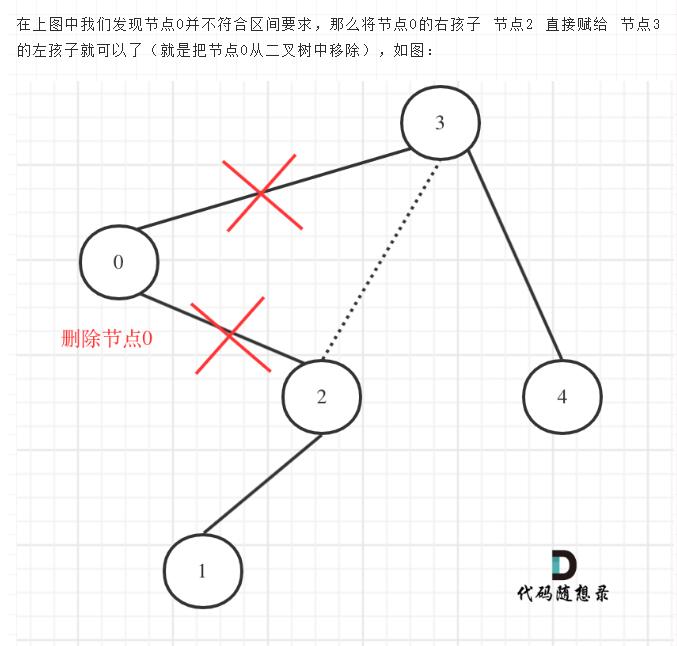 在上图中我们发现节点0并不符合区间要求，那么将节点0的右孩子 节点2 直接赋给 节点3
的左孩子就可以了（就是把节点0从二叉树中移除），如图：
3
0
删除节点0
2
4
1
代码随想录